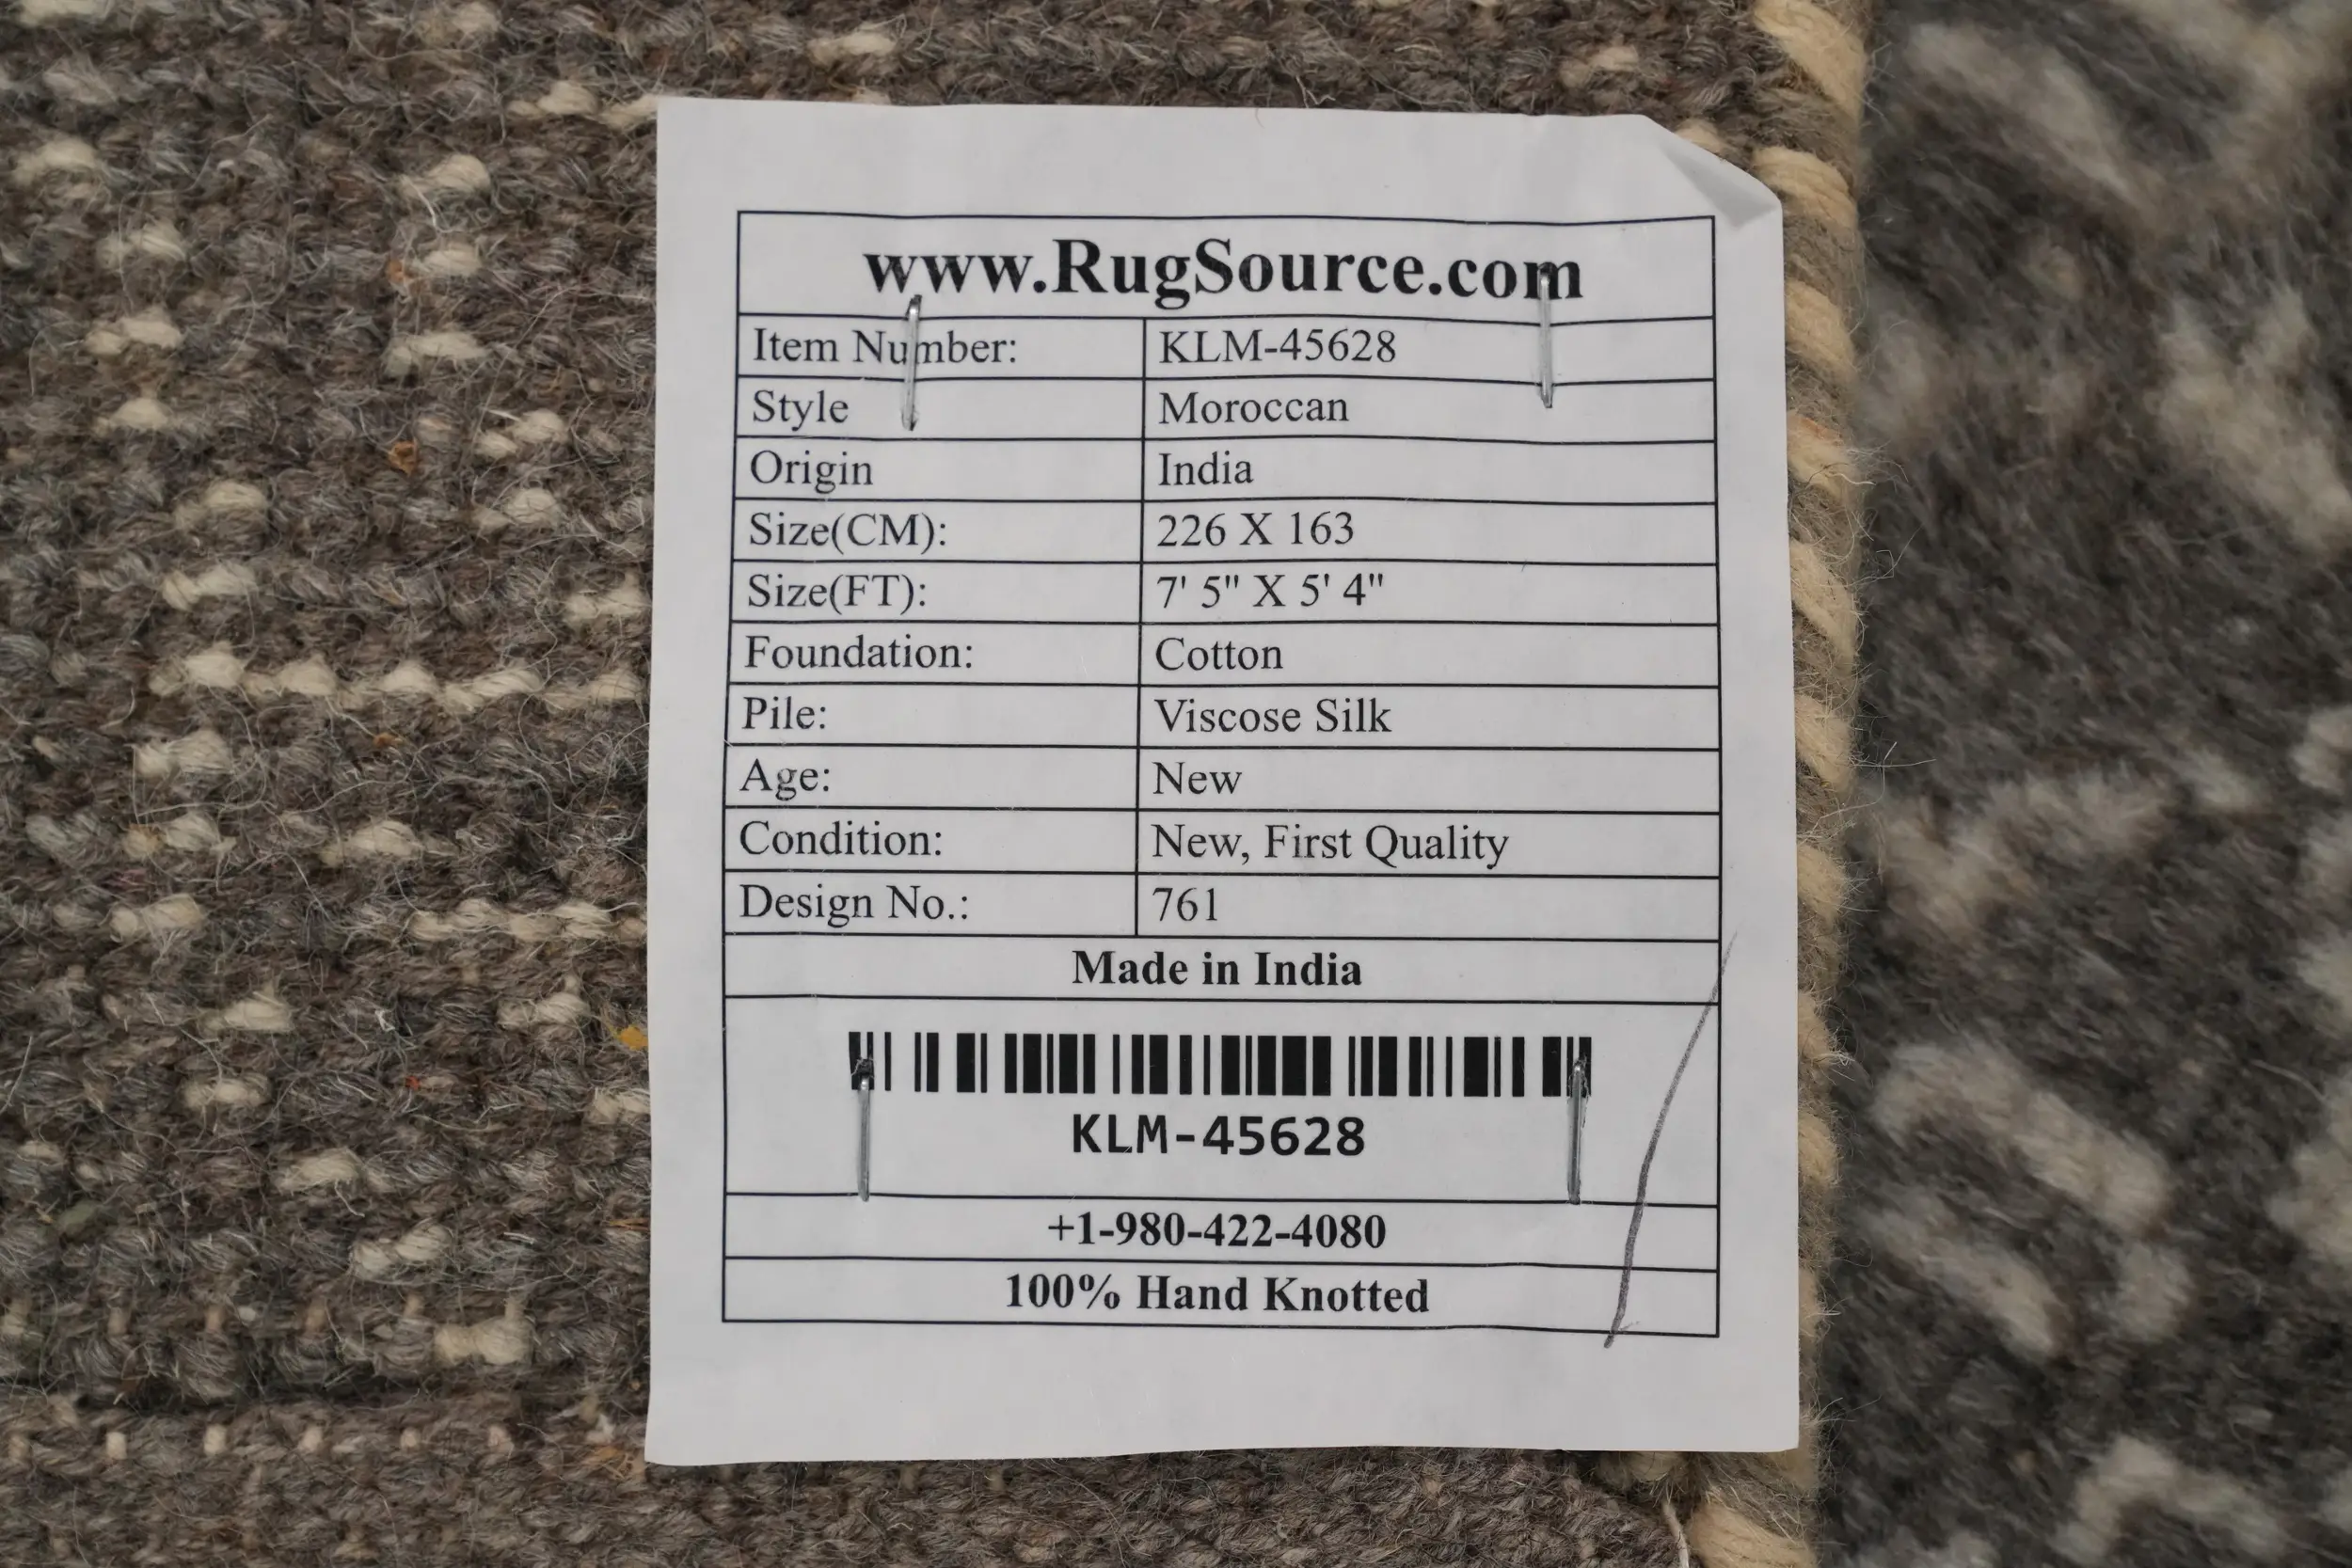 www.RugSource.com
Item Number: KLM-45628
Style Moroccan
Origin India
Size(CM): 226 X 163
Size(FT): 7' 5" X 5' 4"
Foundation: Cotton
Pile: Viscose Silk
Age: New
Condition: New, First Quality
Design No.: 761
Made in India
KLM-45628
+1-980-422-4080
100% Hand Knotted